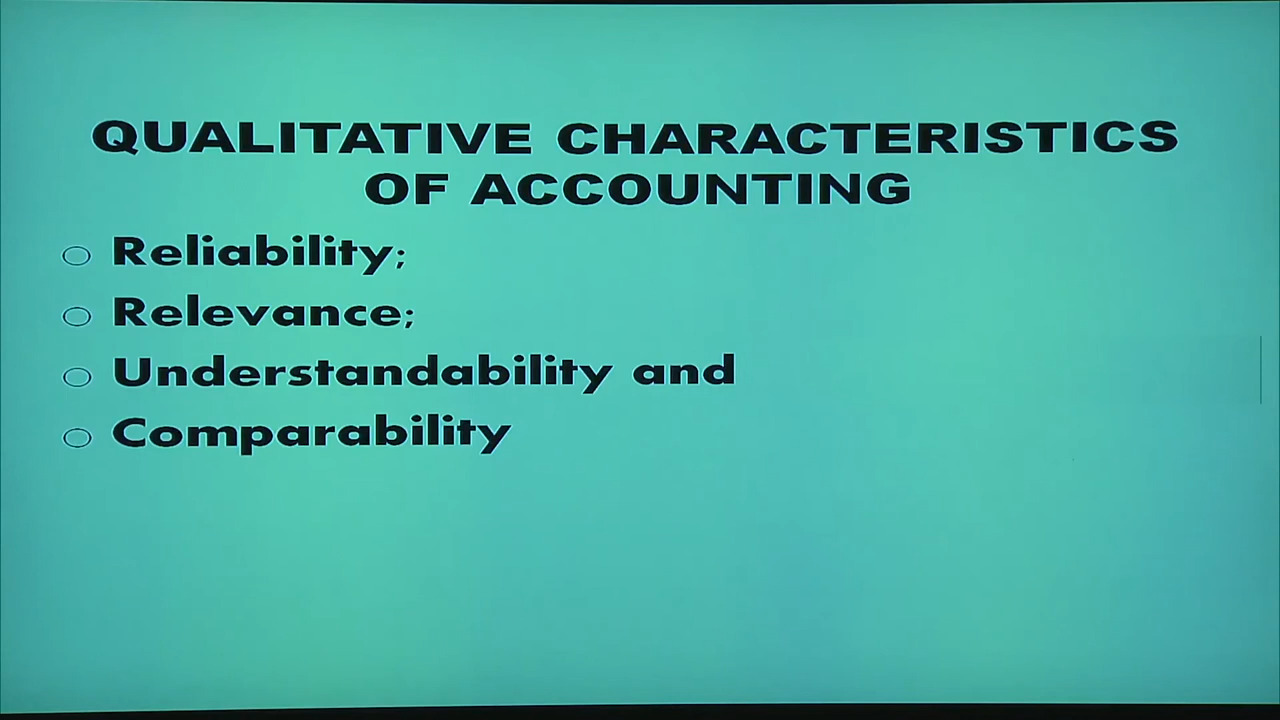 QUALITATIVE CHARACTERISTICS
OF ACCOUNTING
Reliability;
Relevance;
Understandability and
Comparability